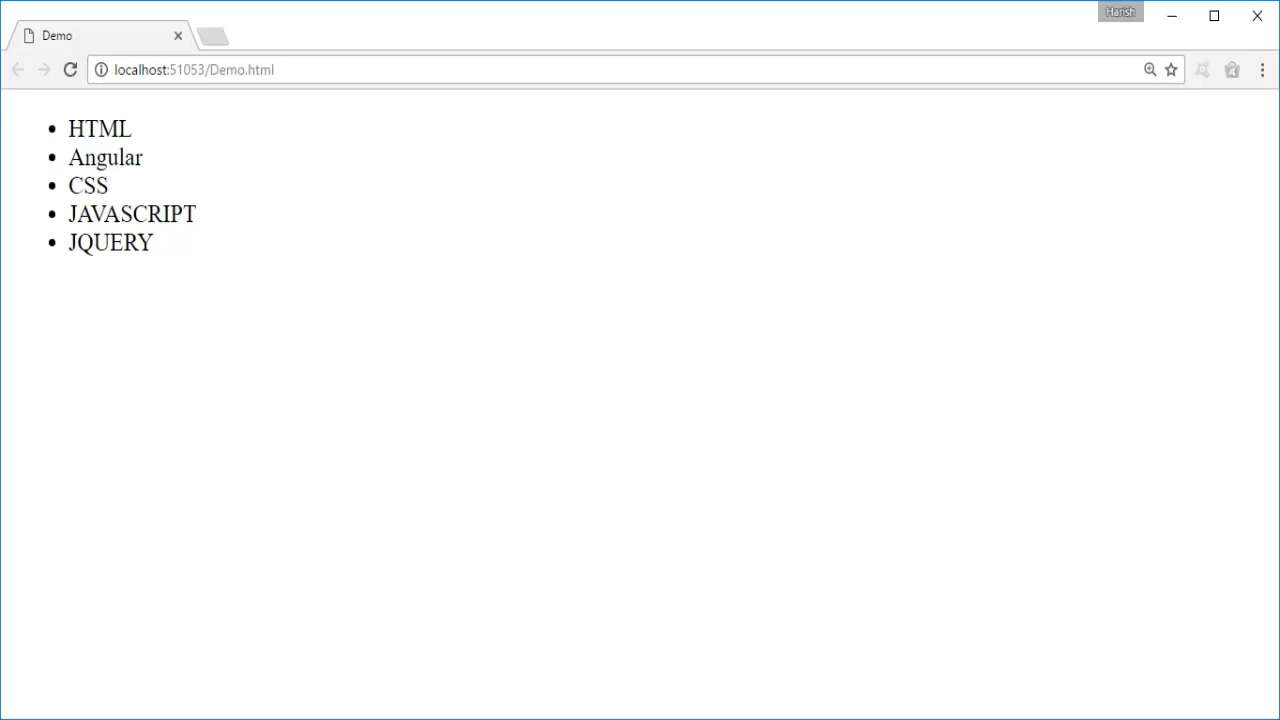 Harish
Demo
localhost:51053/Demo.html
HTML
Angular
CSS
JAVASCRIPT
JQUERY